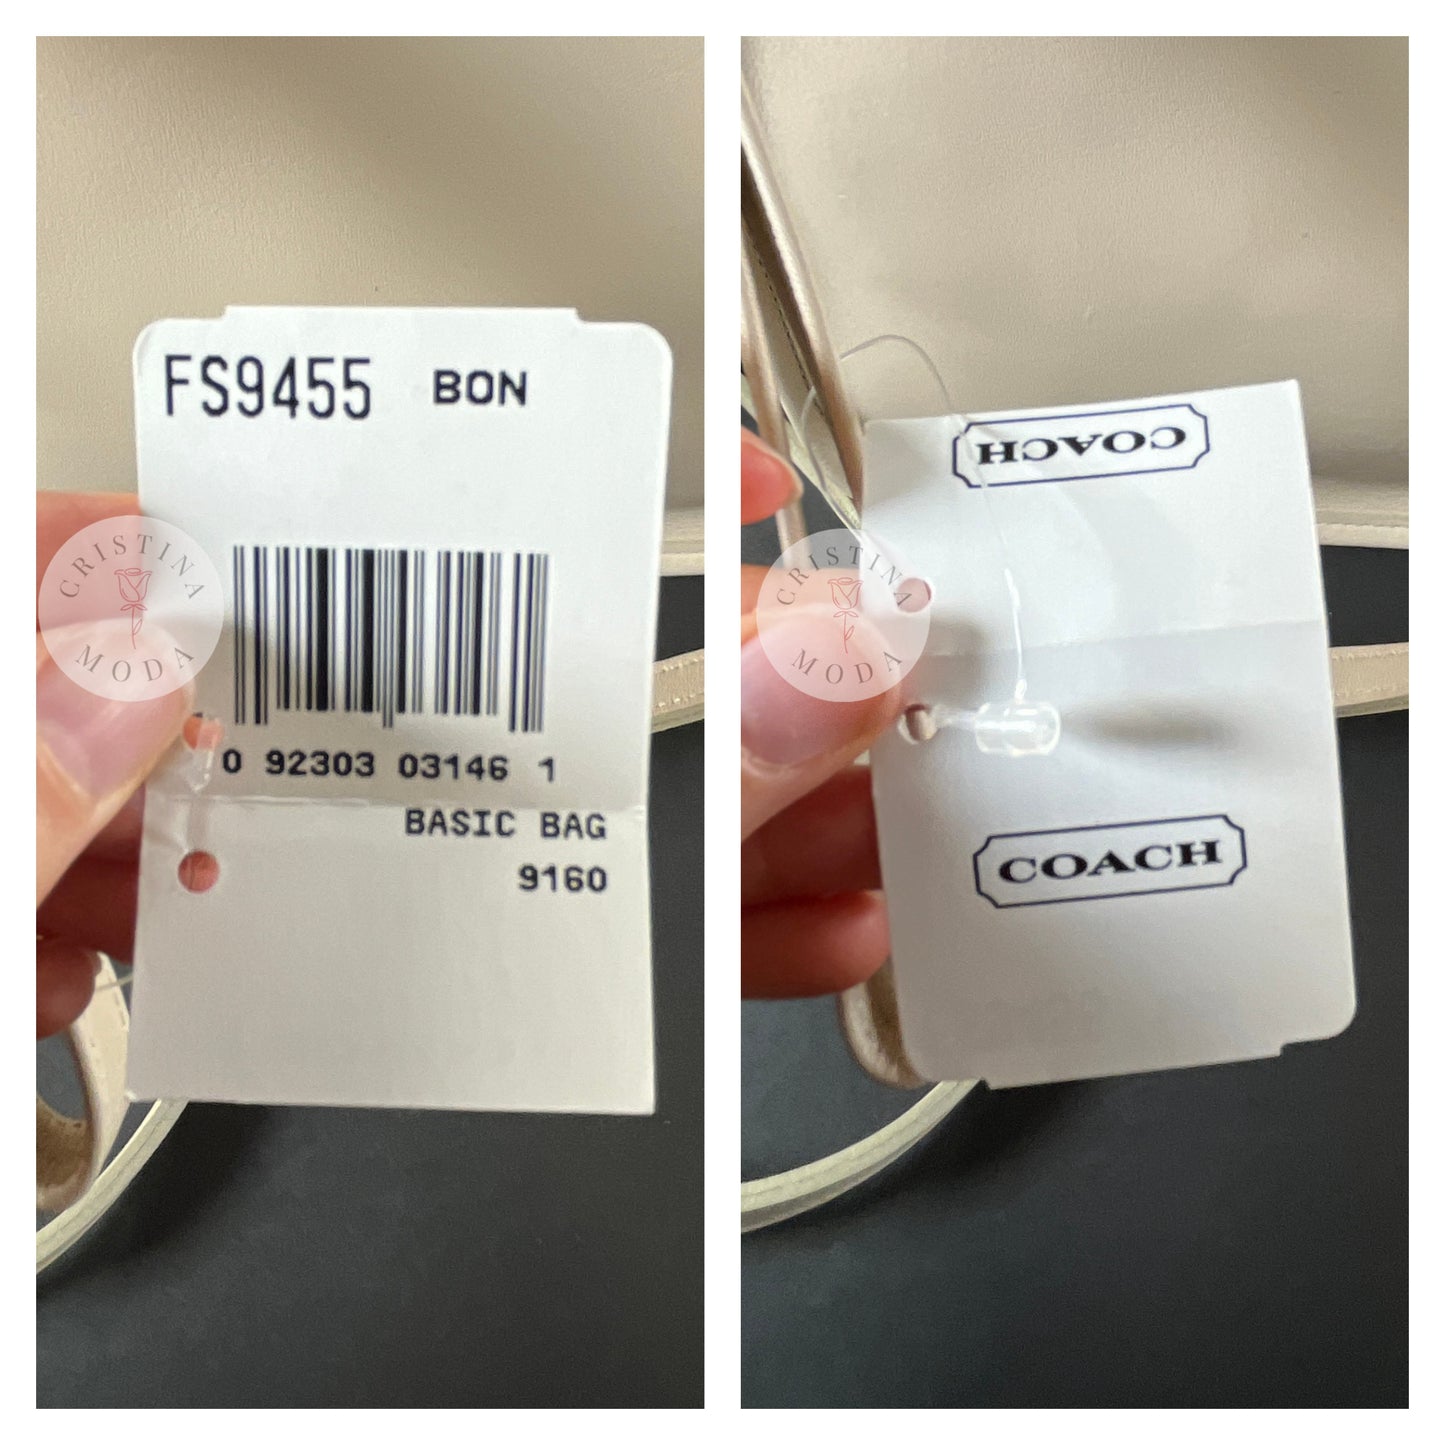 FS9455 BON
0 92303 03146 1
BASIC BAG
9160
CRISTINA
MODA
COACH
CRISTINA
MODA
COACH